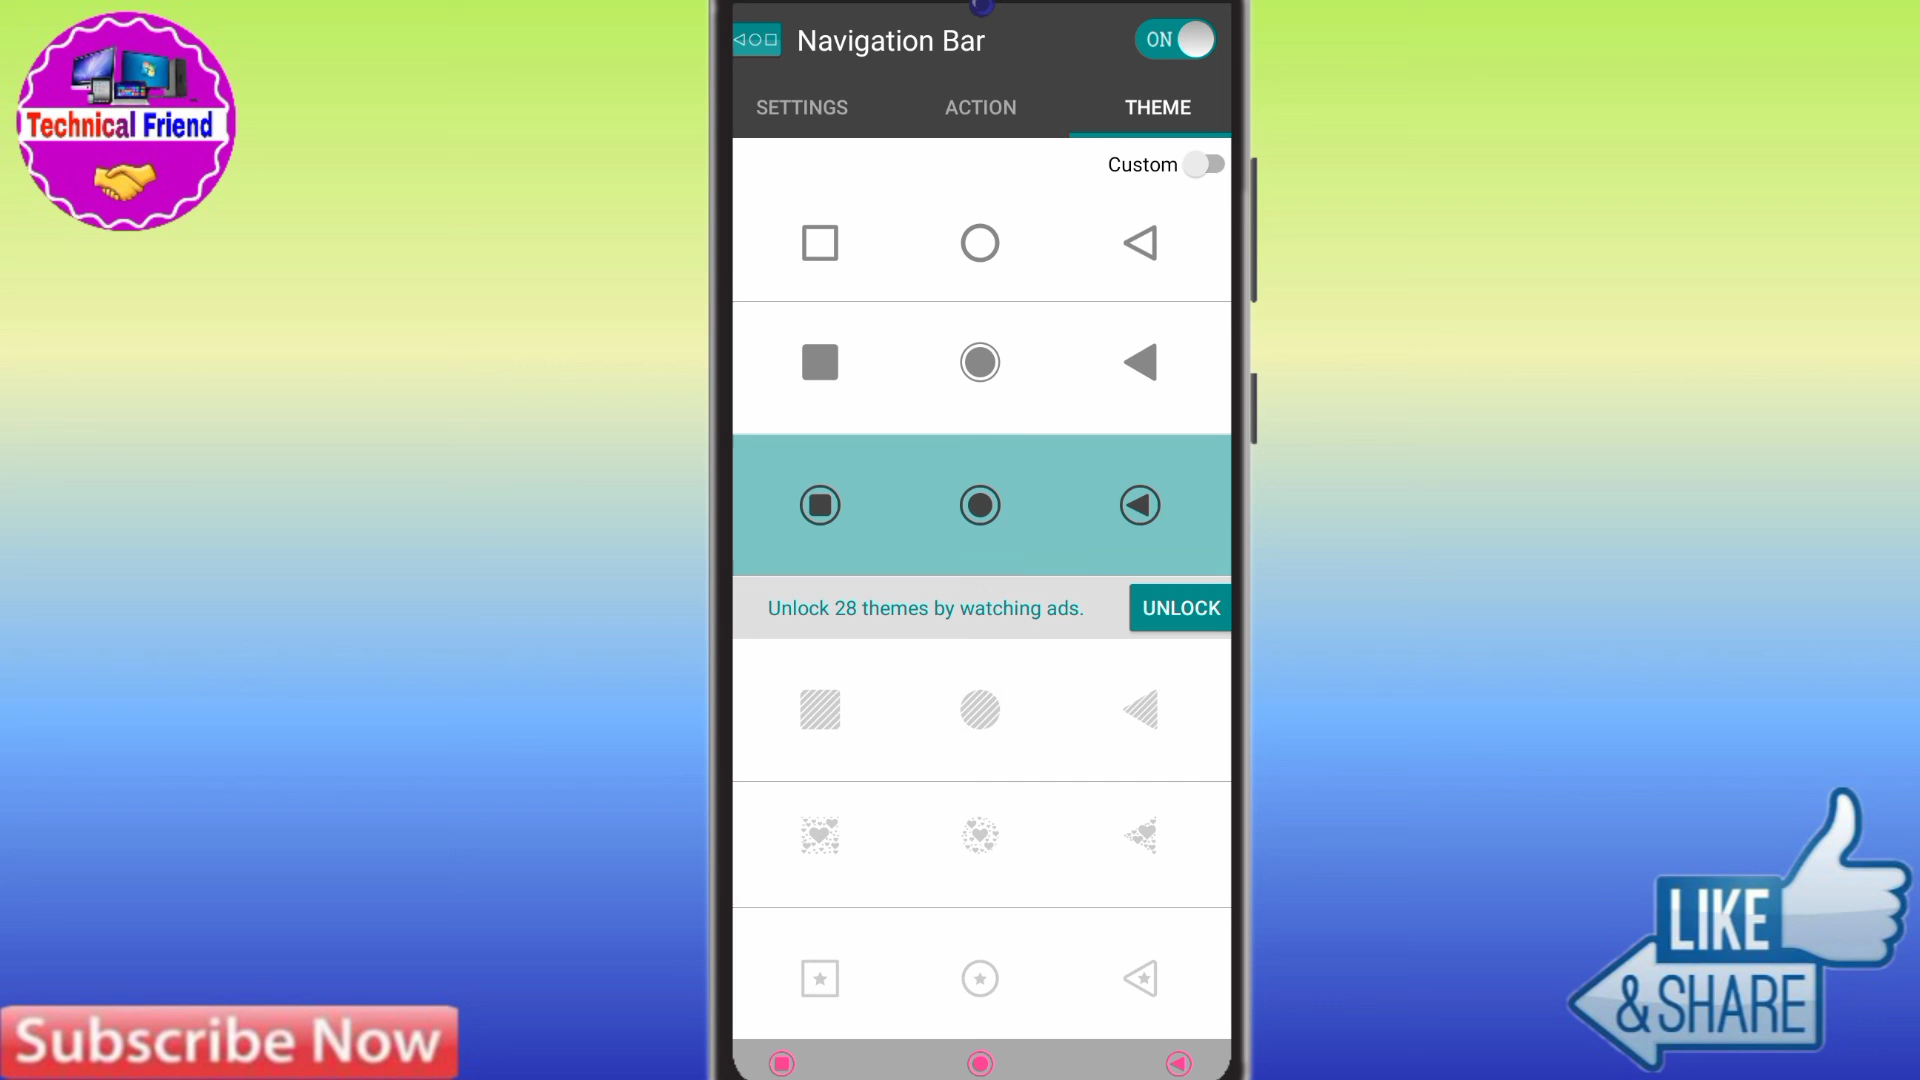 Technical Friend
Navigation Bar
ON
SETTINGS
ACTION
THEME
Custom
Unlock 28 themes by watching ads.
UNLOCK
Subscribe Now
LIKE
& SHARE